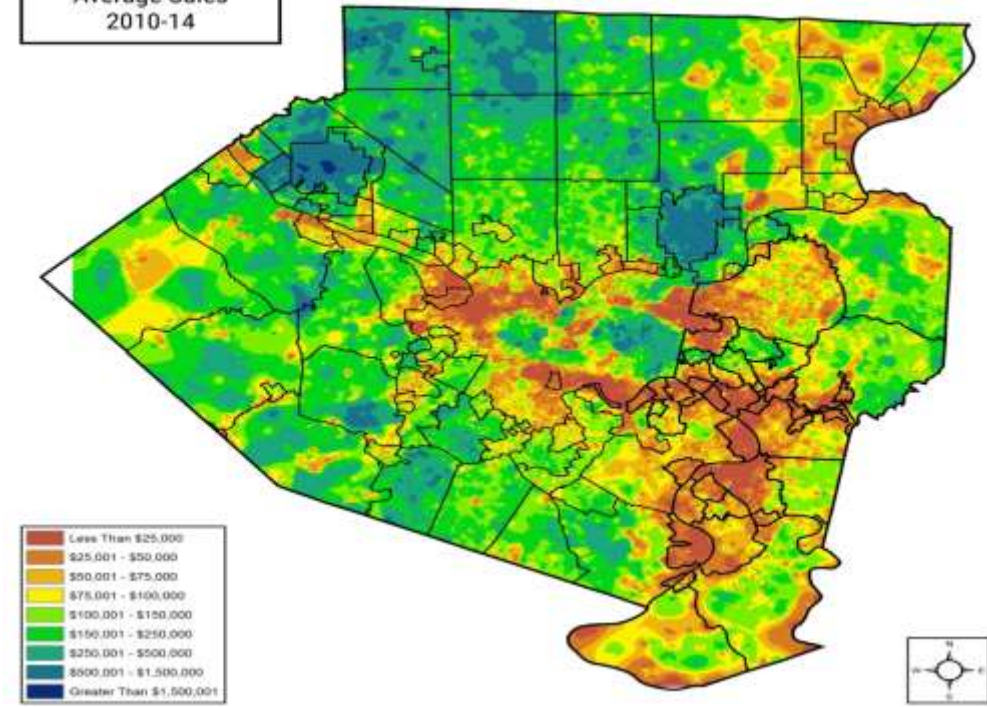 Average Sales
2010-14
Less Than $25,000
$25,001 - $50,000
$50,001 - $75,000
$75,001 - $100,000
$100,001 - $150,000
$150,001 - $250,000
$250,001 - $500,000
$500,001 - $1,500,000
Greater Than $1,500,001
N
W
E
S